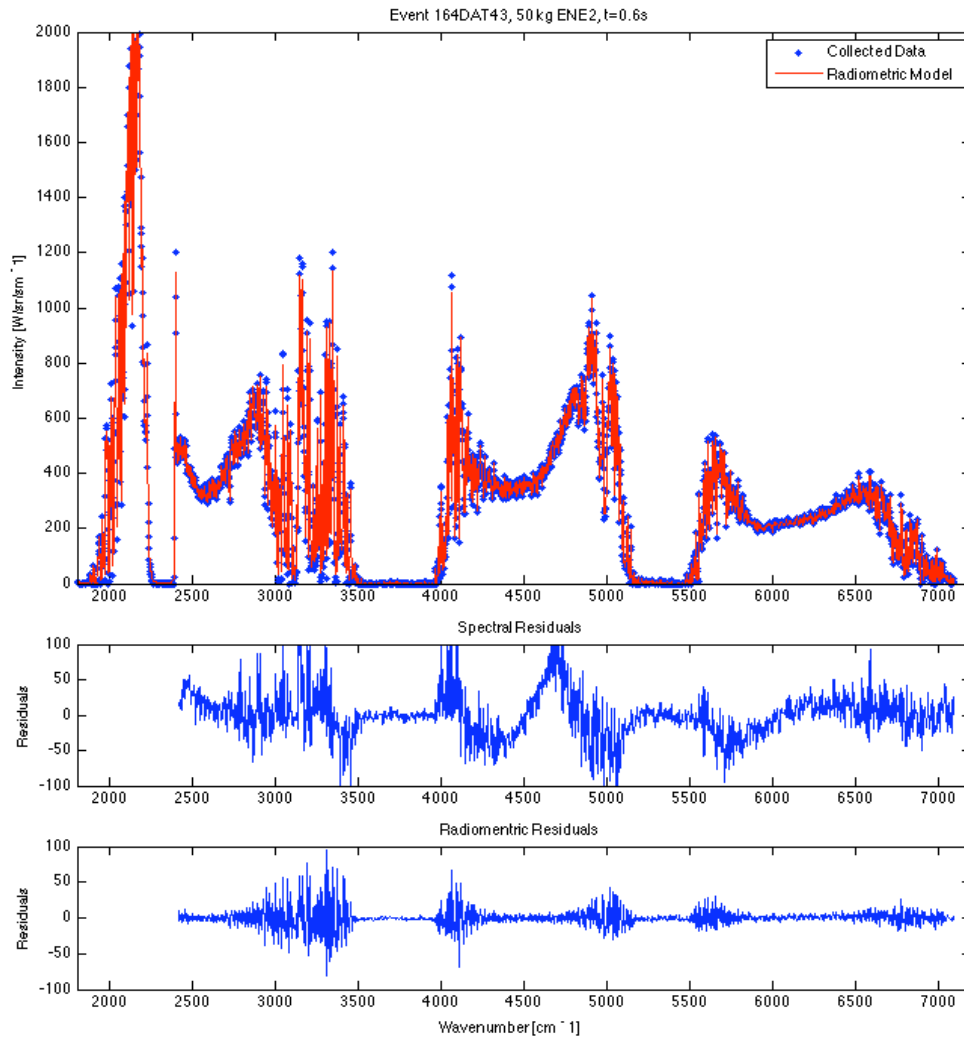 Event 164DAT43, 50 kg ENE2, t=0.6s
Collected Data
Radiometric Model
2000
1800
1600
1400
1200
1000
800
600
400
200
0
Intensity [W/sr/cm^-1]
2000 2500 3000 3500 4000 4500 5000 5500 6000 6500 7000
Spectral Residuals
100
50
0
-50
-100
Residuals
2000 2500 3000 3500 4000 4500 5000 5500 6000 6500 7000
Radiomentric Residuals
100
50
0
-50
-100
Residuals
2000 2500 3000 3500 4000 4500 5000 5500 6000 6500 7000
Wavenumber [cm^-1]